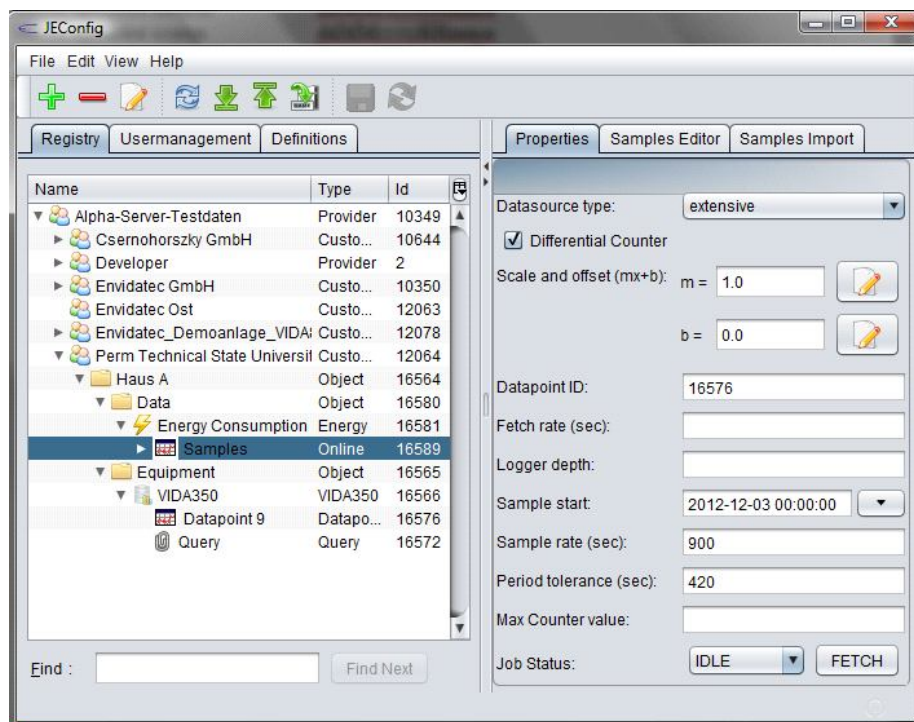 JEConfig
File Edit View Help
Registry Usermanagement Definitions
Name Type Id
Alpha-Server-Testdaten Provider 10349
Csernohorszky GmbH Custo... 10644
Developer Provider 2
Envidatec GmbH Custo... 10350
Envidatec Ost Custo... 12063
Envidatec_Demoanlage_VIDA Custo... 12078
Perm Technical State Universit Custo... 12064
Haus A Object 16564
Data Object 16580
Energy Consumption Energy 16581
Samples Online 16589
Equipment Object 16565
VIDA350 VIDA350 16566
Datapoint 9 Datapo... 16576
Query Query 16572
Find : Find Next
Properties Samples Editor Samples Import
Datasource type: extensive
Differential Counter
Scale and offset (mx+b): m = 1.0
b = 0.0
Datapoint ID: 16576
Fetch rate (sec):
Logger depth:
Sample start: 2012-12-03 00:00:00
Sample rate (sec): 900
Period tolerance (sec): 420
Max Counter value:
Job Status: IDLE FETCH